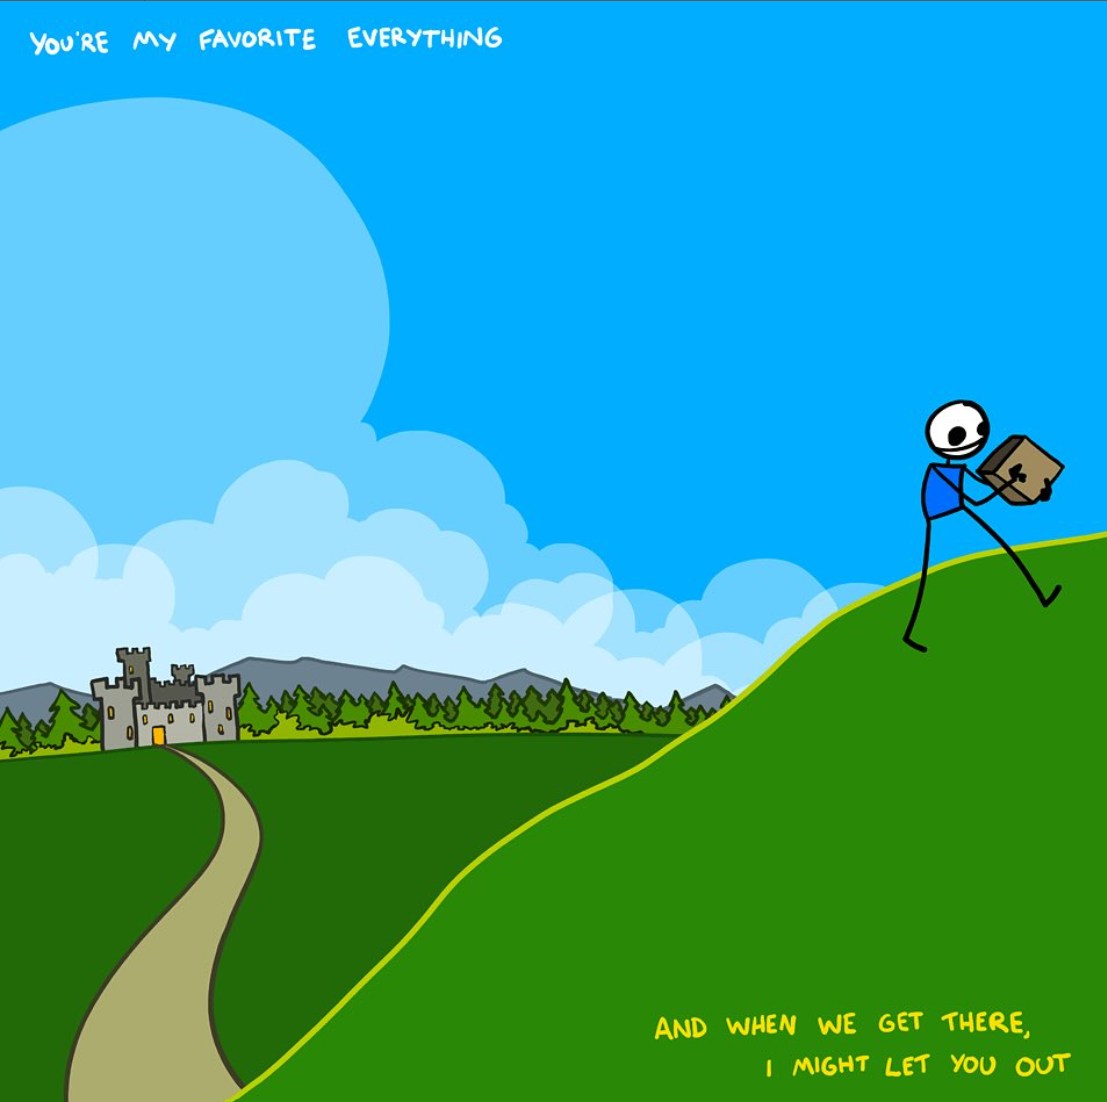 YOU'RE MY FAVORITE EVERYTHING
AND WHEN WE GET THERE,
I MIGHT LET YOU OUT